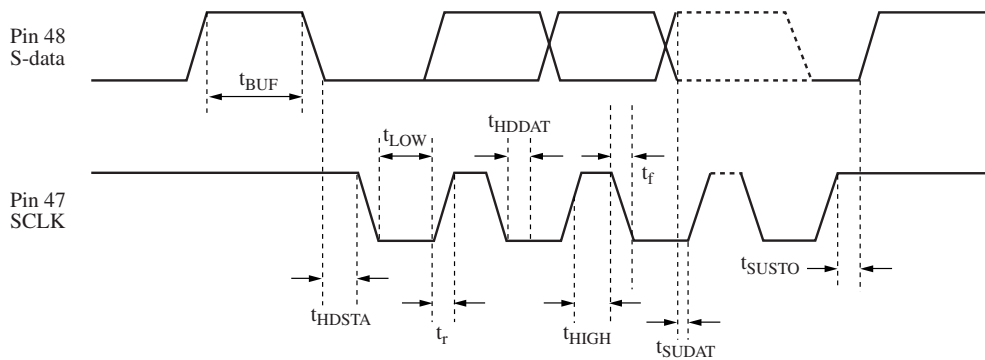 Pin 48
S-data
tBUF
tLOW
tHDDAT
tf
Pin 47
SCLK
tHDSTA
tr
tHIGH
tSUDAT
tSUSTO